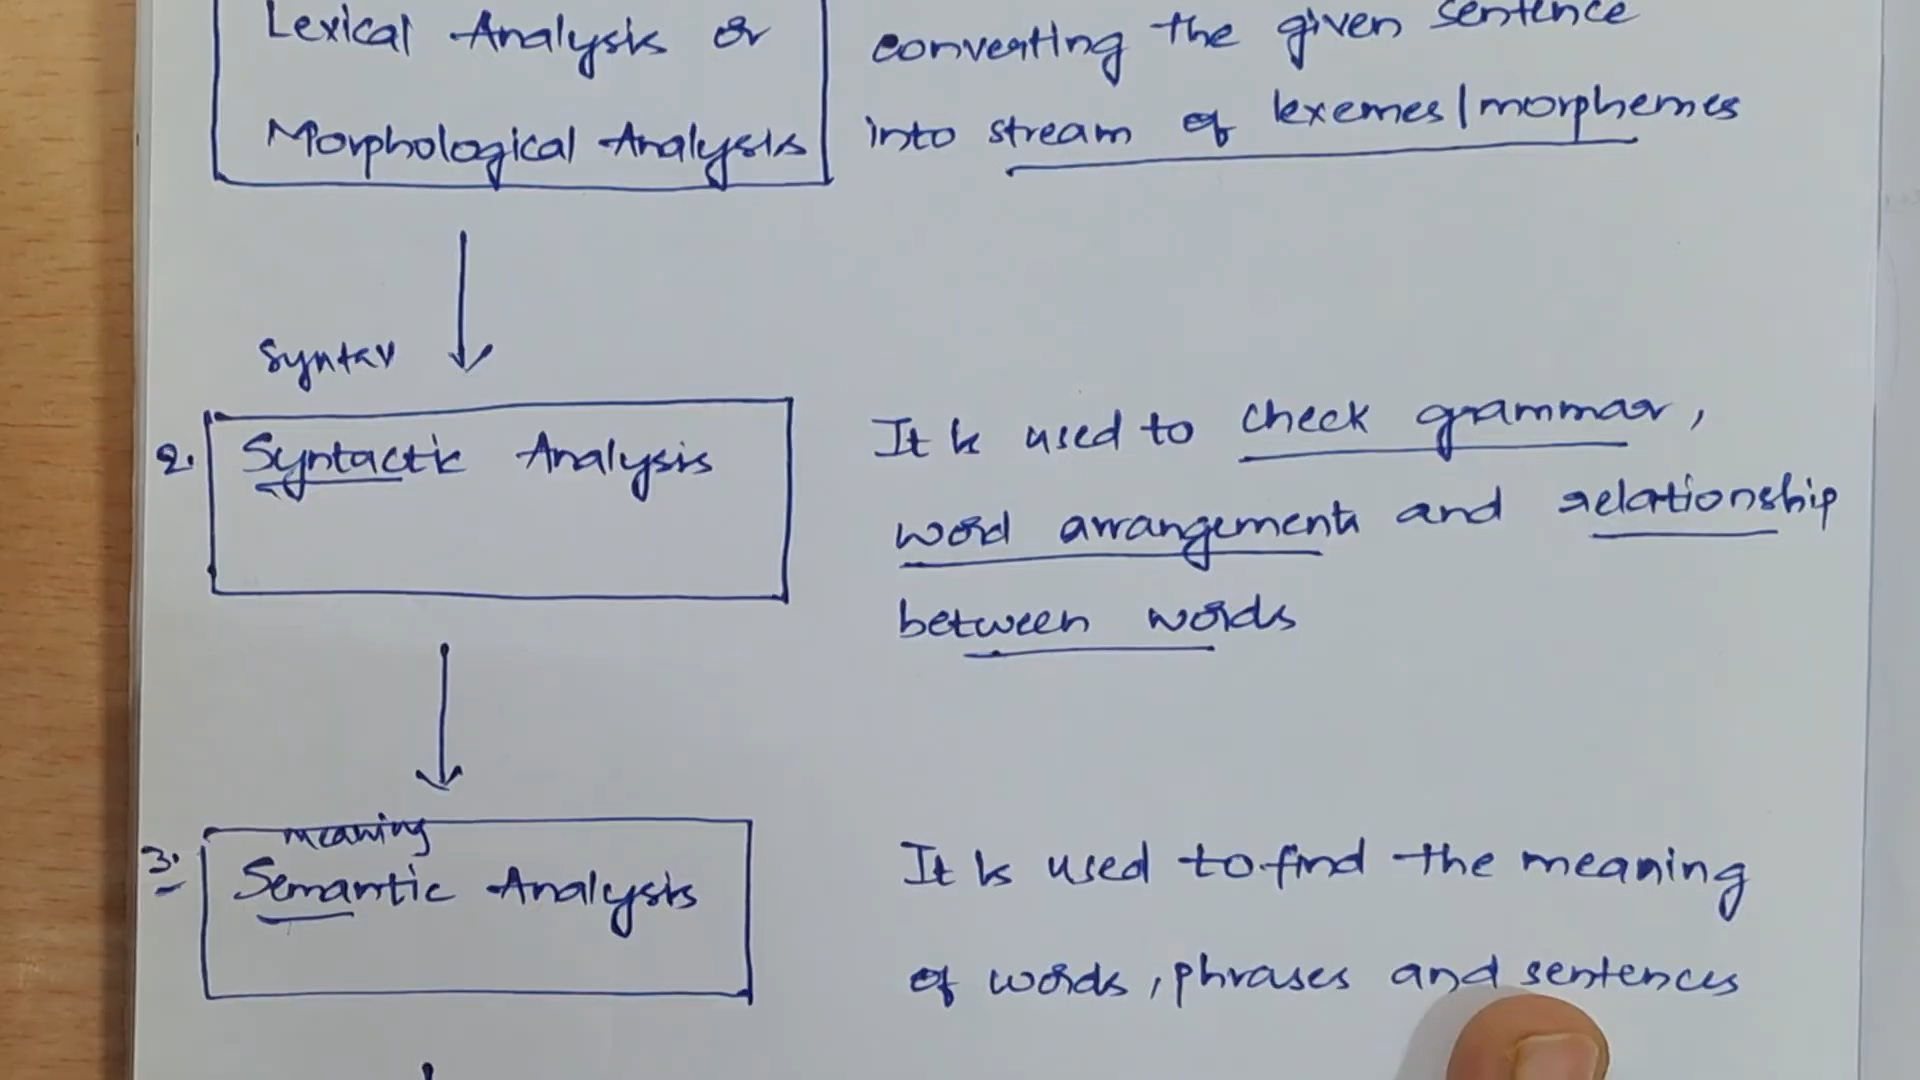 Lexical Analysis or
Morphological Analysis
converting the given sentence
into stream of lexemes/morphemes
Syntax
2. Syntactic Analysis
It is used to check grammar,
word arrangements and relationship
between words
meaning
3. Semantic Analysis
It is used to find the meaning
of words, phrases and sentences